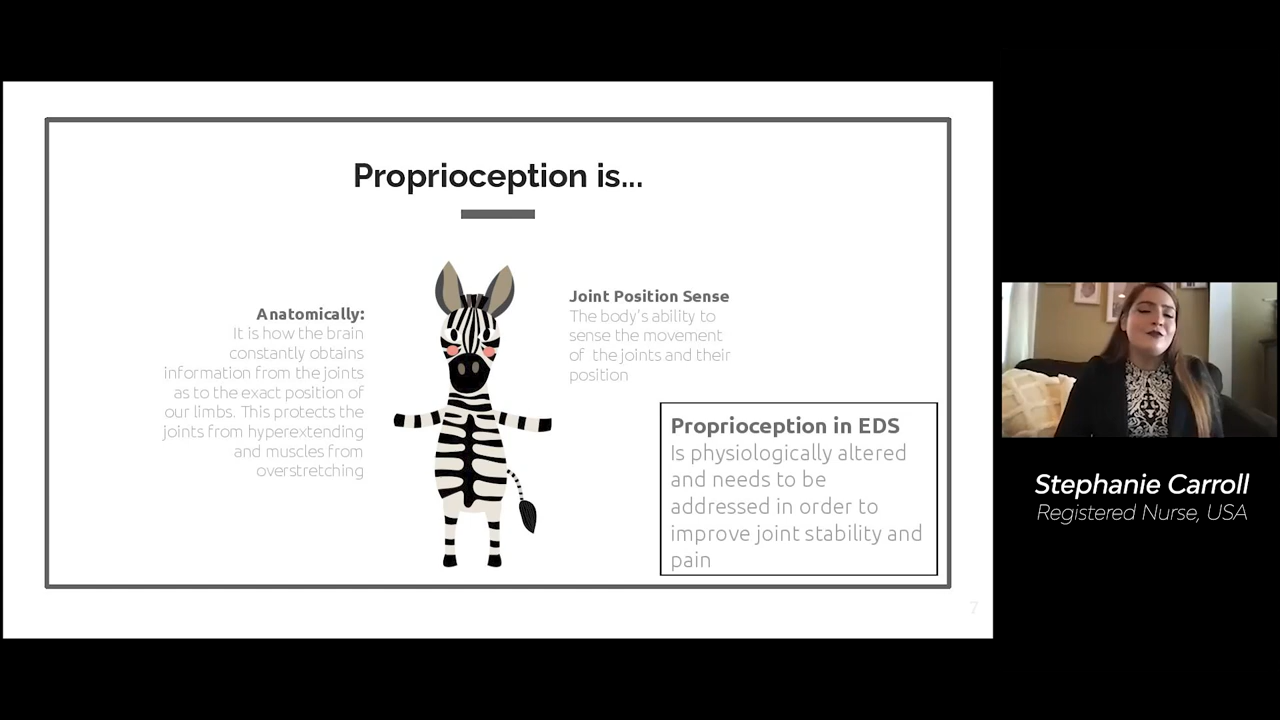 Proprioception is...
Anatomically:
It is how the brain
constantly obtains
information from the joints
as to the exact position of
our limbs. This protects the
joints from hyperextending
and muscles from
overstretching
Joint Position Sense
The body's ability to
sense the movement
of the joints and their
position
Proprioception in EDS
Is physiologically altered
and needs to be
addressed in order to
improve joint stability and
pain
7
Stephanie Carroll
Registered Nurse, USA